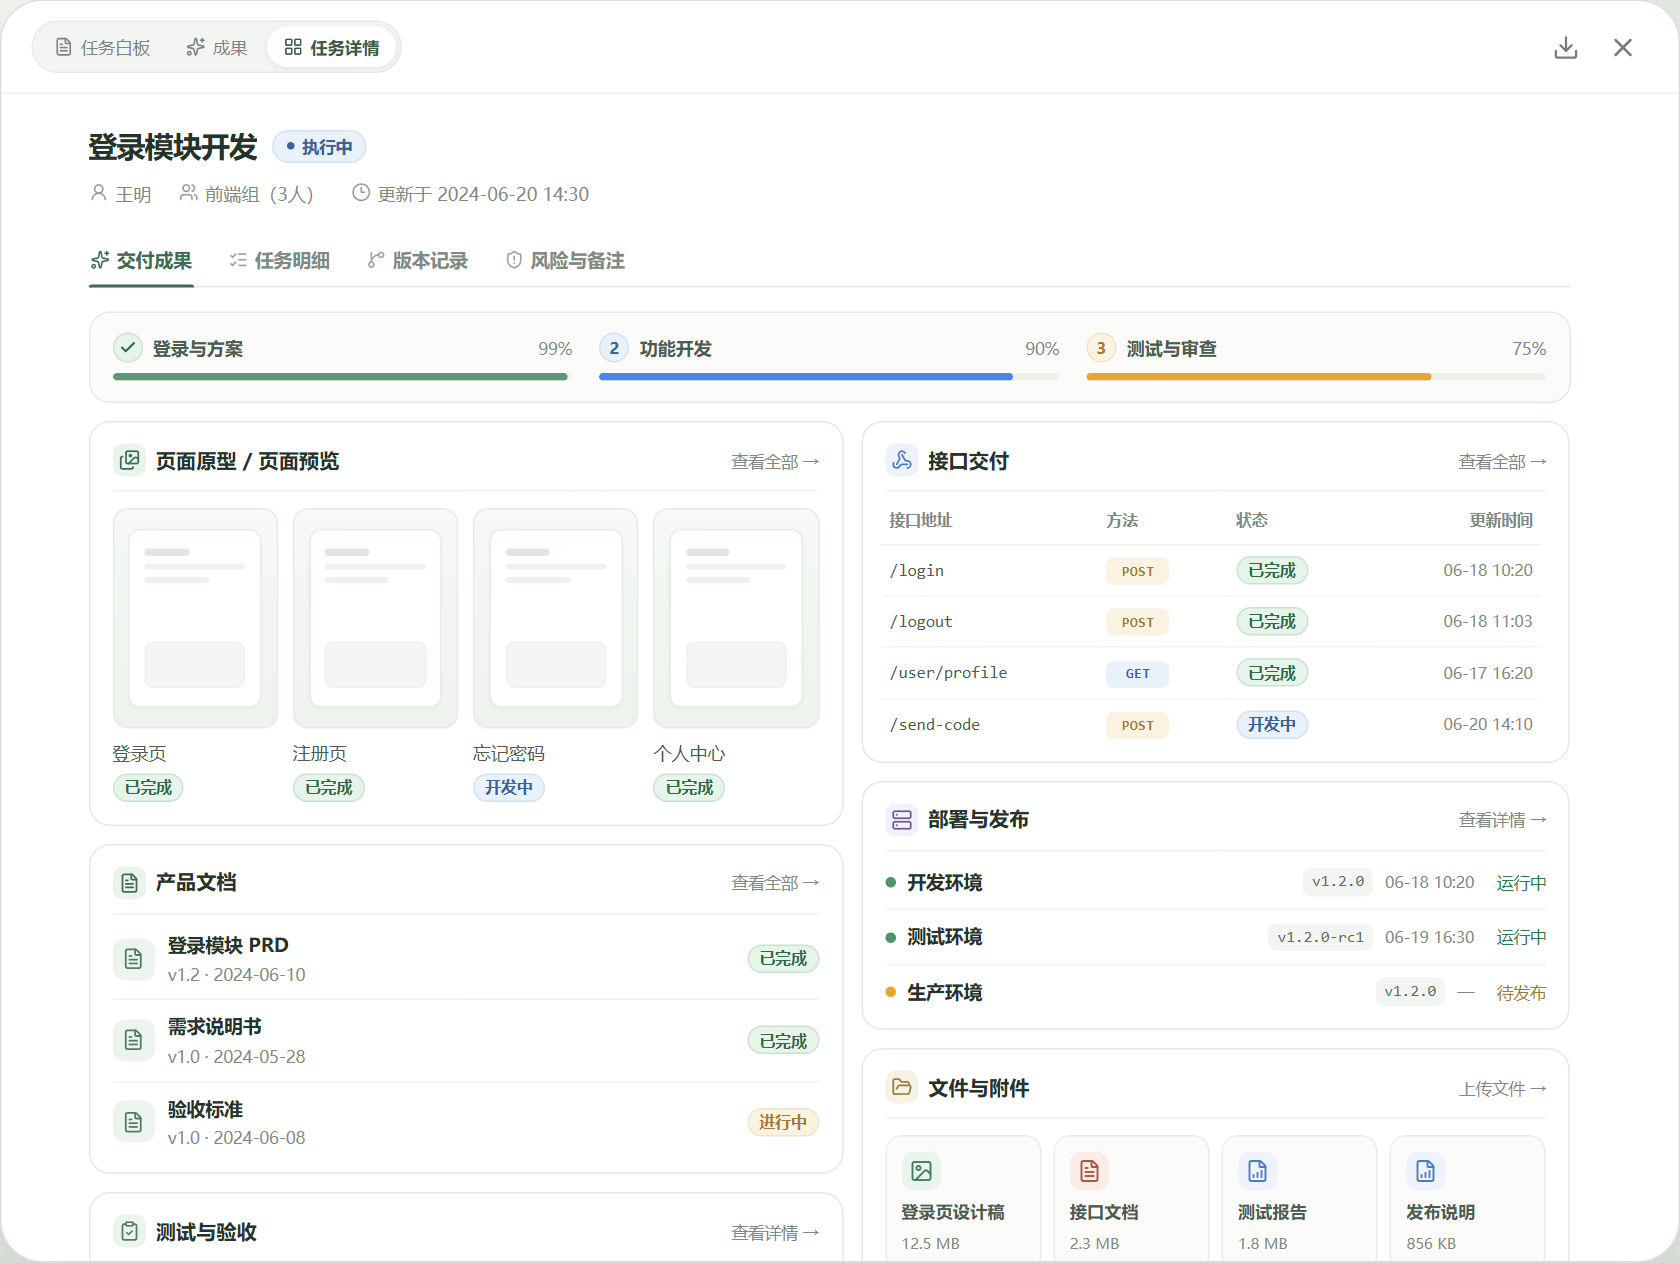 任务白板
成果
任务详情
登录模块开发
执行中
王明
前端组（3人）
更新于 2024-06-20 14:30
交付成果
任务明细
版本记录
风险与备注
登录与方案
99%
2
功能开发
90%
3
测试与审查
75%
页面原型 / 页面预览
查看全部 →
登录页
已完成
注册页
已完成
忘记密码
开发中
个人中心
已完成
产品文档
查看全部 →
登录模块 PRD
v1.2 · 2024-06-10
已完成
需求说明书
v1.0 · 2024-05-28
已完成
验收标准
v1.0 · 2024-06-08
进行中
测试与验收
查看详情 →
接口交付
查看全部 →
接口地址 方法 状态 更新时间
/login POST 已完成 06-18 10:20
/logout POST 已完成 06-18 11:03
/user/profile GET 已完成 06-17 16:20
/send-code POST 开发中 06-20 14:10
部署与发布
查看详情 →
开发环境 v1.2.0 06-18 10:20 运行中
测试环境 v1.2.0-rc1 06-19 16:30 运行中
生产环境 v1.2.0 — 待发布
文件与附件
上传文件 →
登录页设计稿
12.5 MB
接口文档
2.3 MB
测试报告
1.8 MB
发布说明
856 KB